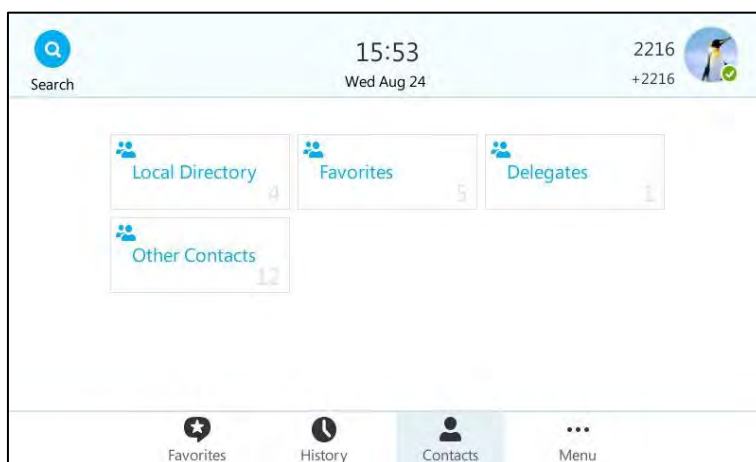 15:53
2216
Search
Wed Aug 24
+2216
Local Directory
4
Favorites
5
Delegates
1
Other Contacts
12
Favorites
History
Contacts
Menu